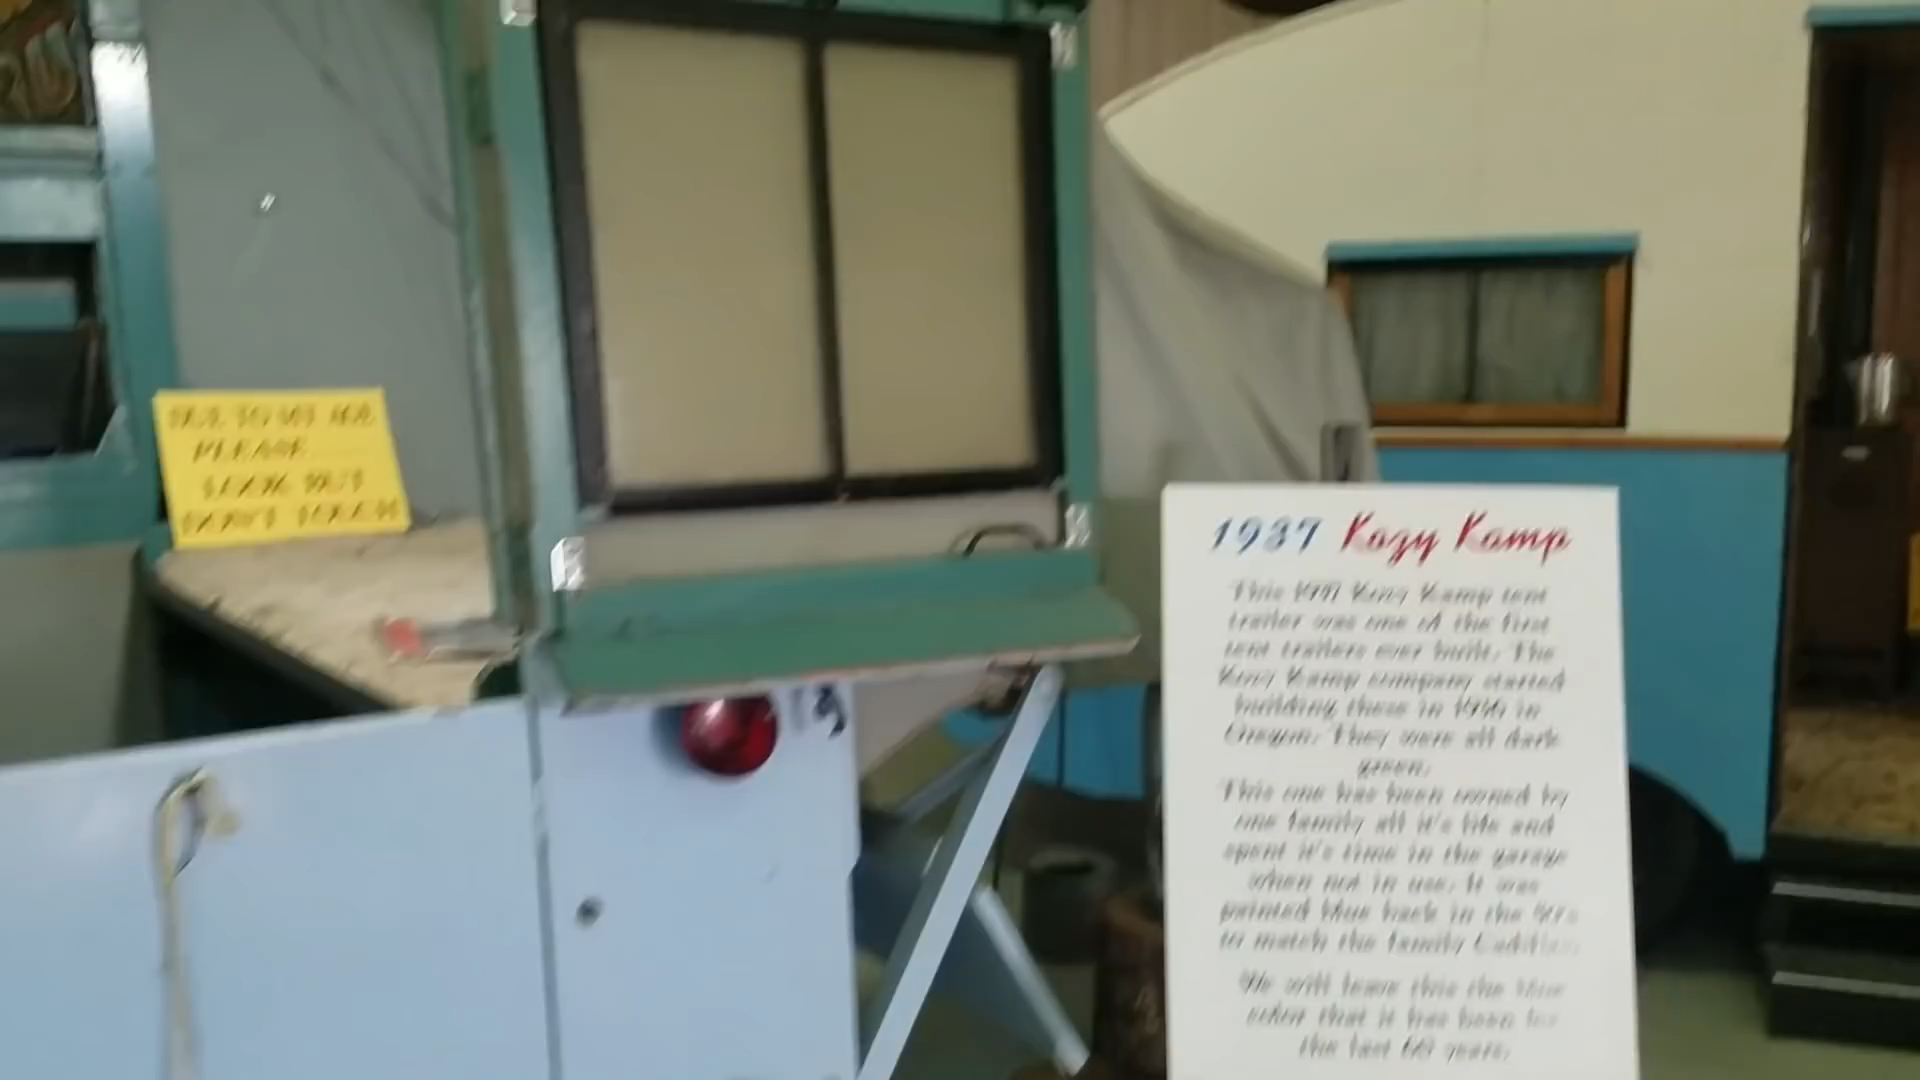 DUE TO MY AGE
PLEASE
LOOK BUT
DON'T TOUCH
1937 Kozy Kamp
This 1937 Kozy Kamp tent
trailer was one of the first
tent trailers ever built. The
Kozy Kamp company started
building these in in
Oregon. They were all dark
green.
This one has been owned by
one family all it's life and
spent it's time in the garage
when not in use. It was
painted blue back in the
to match the family
We will leave this the blue
color that it has been for
the last 60 years.